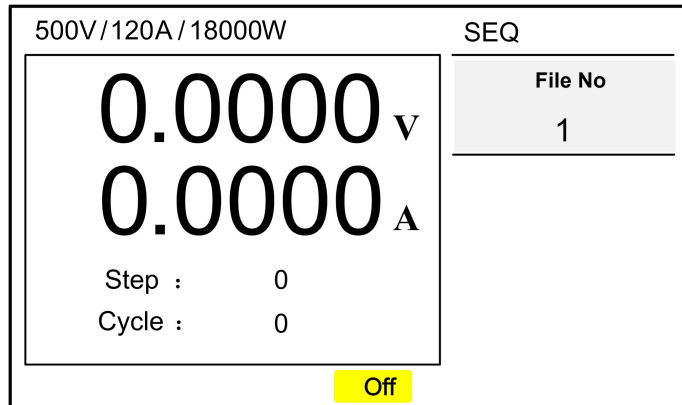 500V/120A/18000W
SEQ
0.0000 V
0.0000 A
Step : 0
Cycle : 0
File No
1
Off